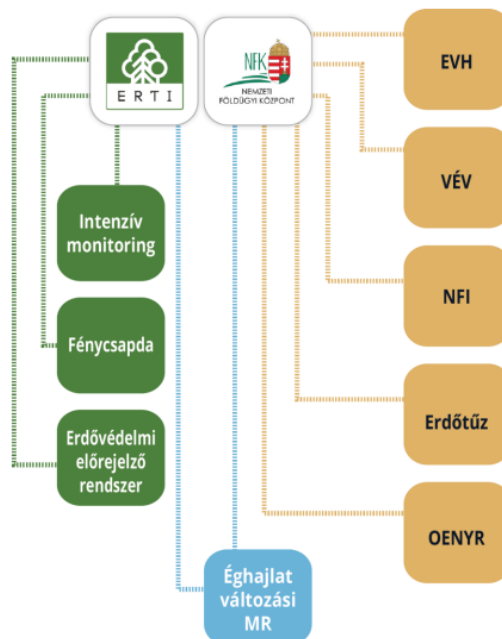 ERTI
NFK
NEMZETI
FÖLDÜGYI KÖZPONT
EVH
VÉV
NFI
Erdőtűz
OENYR
Intenzív
monitoring
Fénycsapda
Erdővédelmi
előrejelző
rendszer
Éghajlat
változási
MR